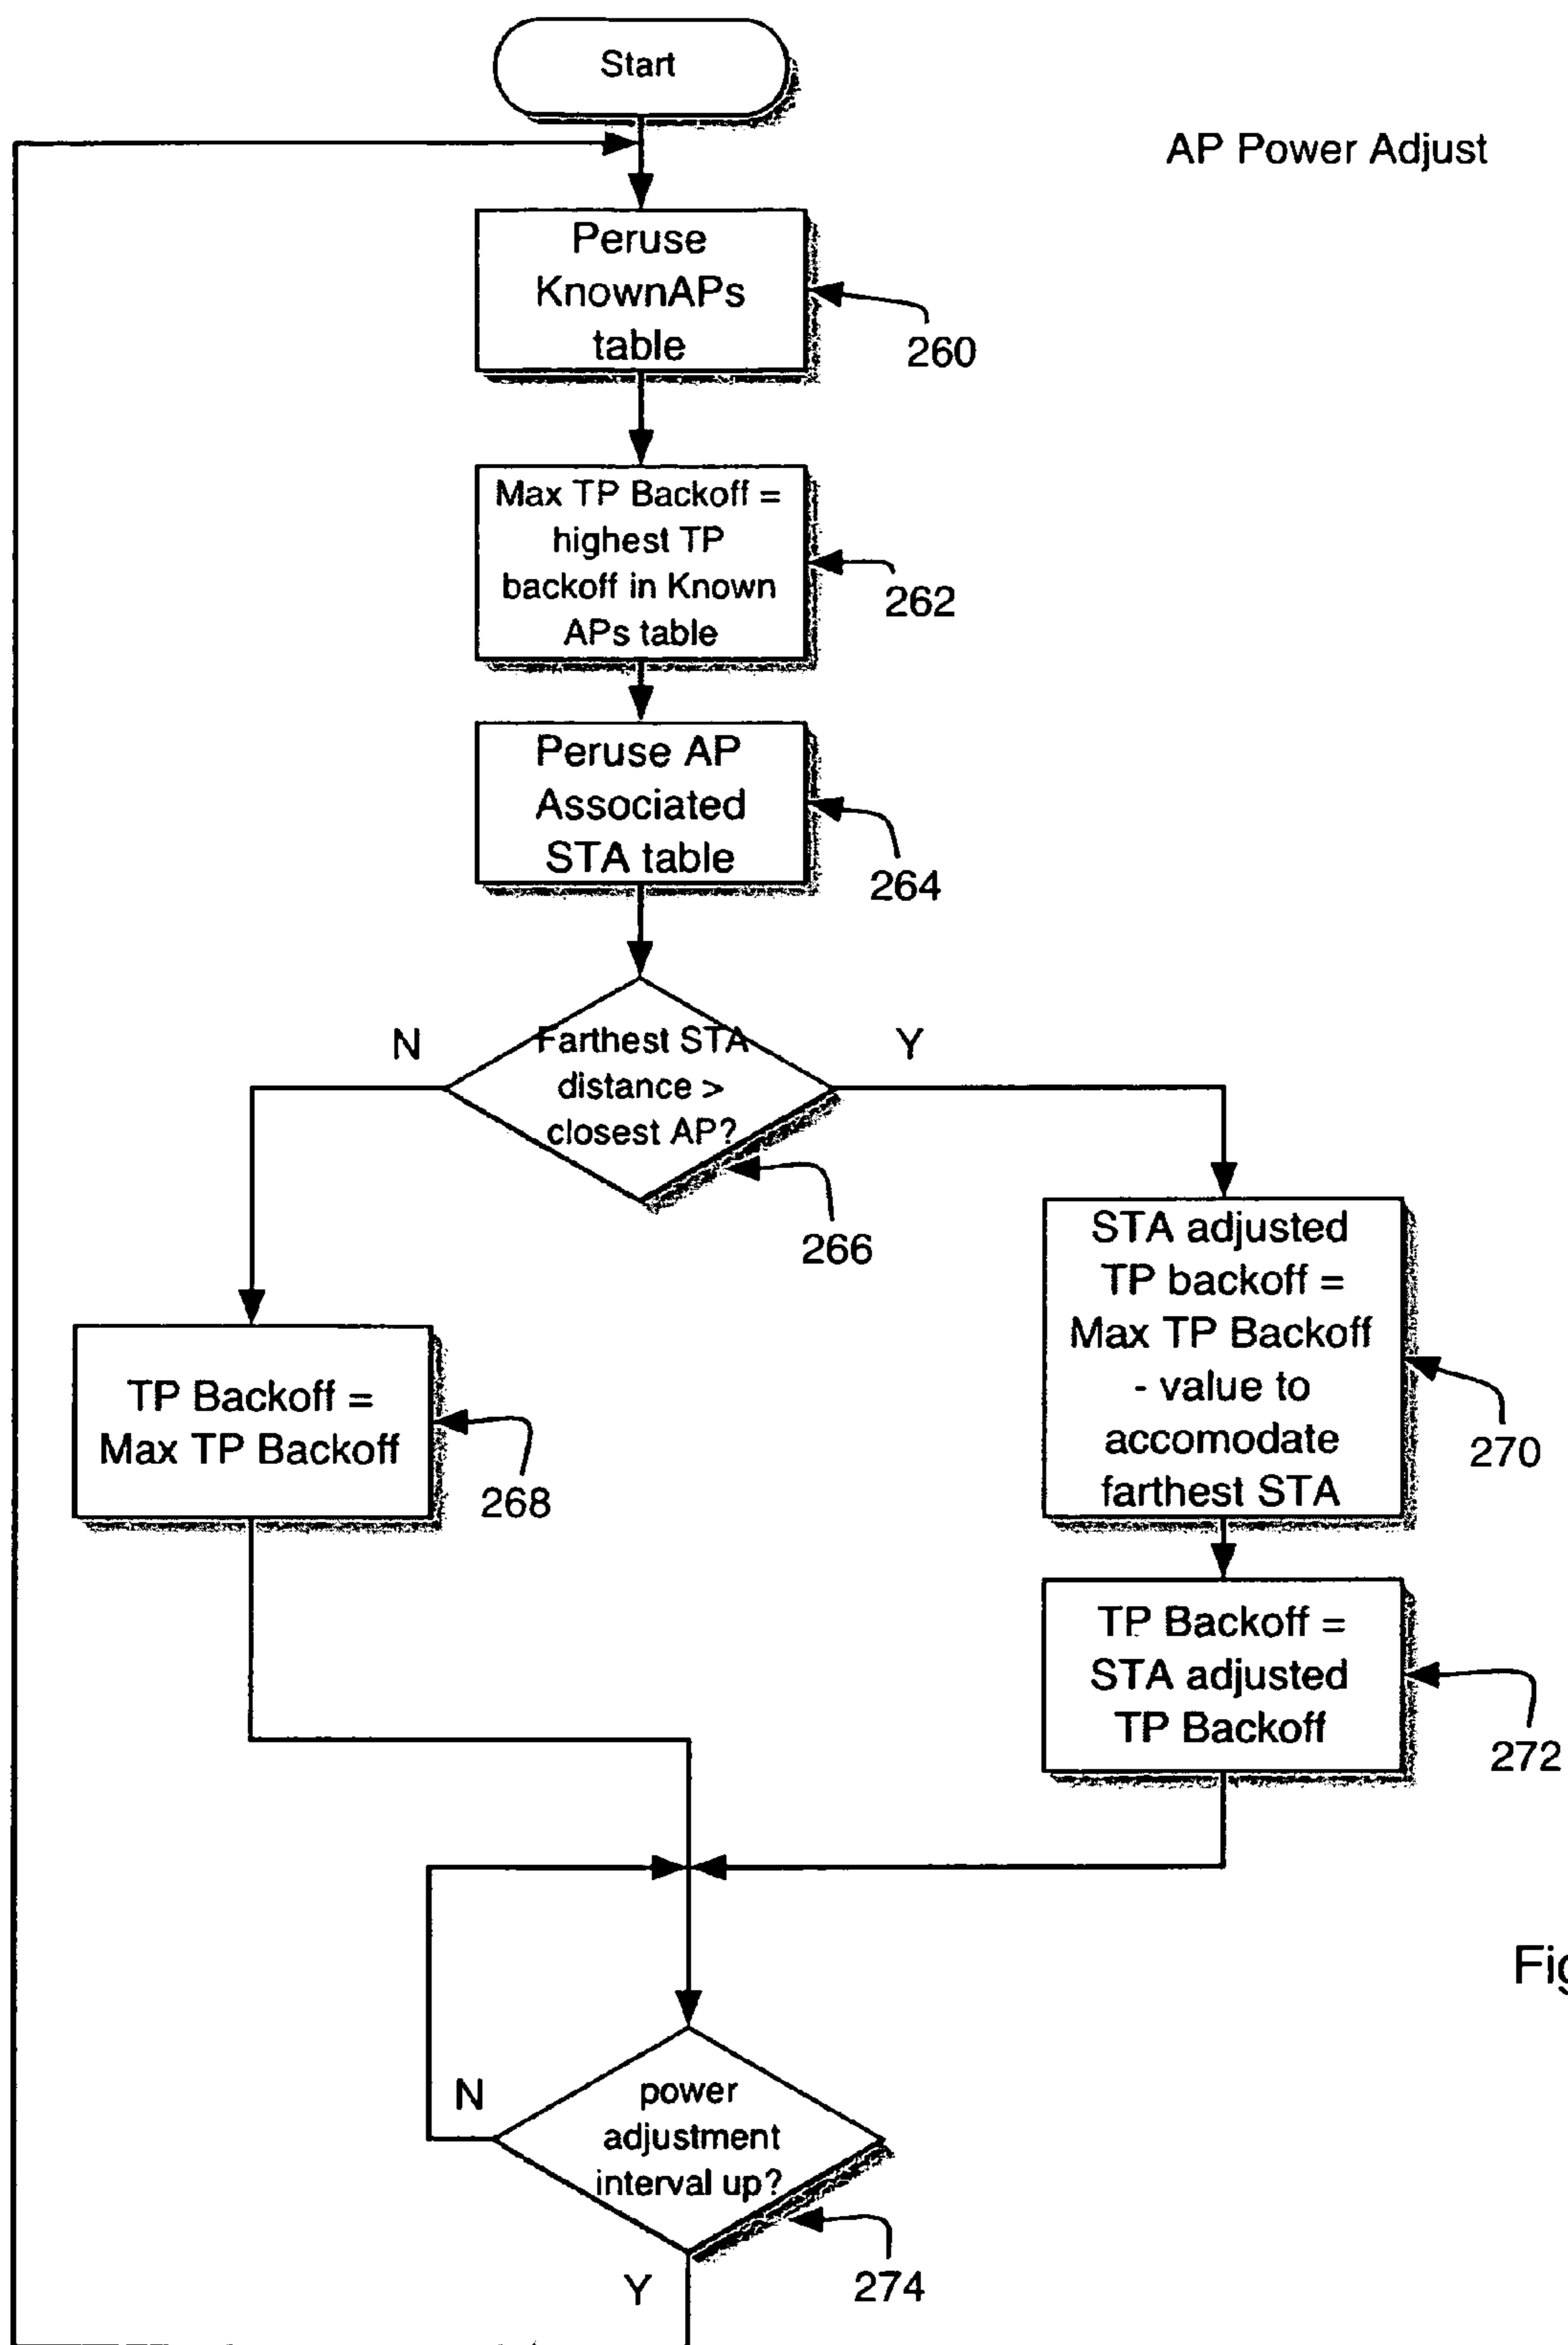 Start
AP Power Adjust
Peruse
KnownAPs
table
260
Max TP Backoff =
highest TP
backoff in Known
APs table
262
Peruse AP
Associated
STA table
264
N
Farthest STA
distance >
closest AP?
Y
266
STA adjusted
TP backoff =
Max TP Backoff
- value to
accomodate
farthest STA
270
TP Backoff =
Max TP Backoff
268
TP Backoff =
STA adjusted
TP Backoff
272
N
power
adjustment
interval up?
Y
274